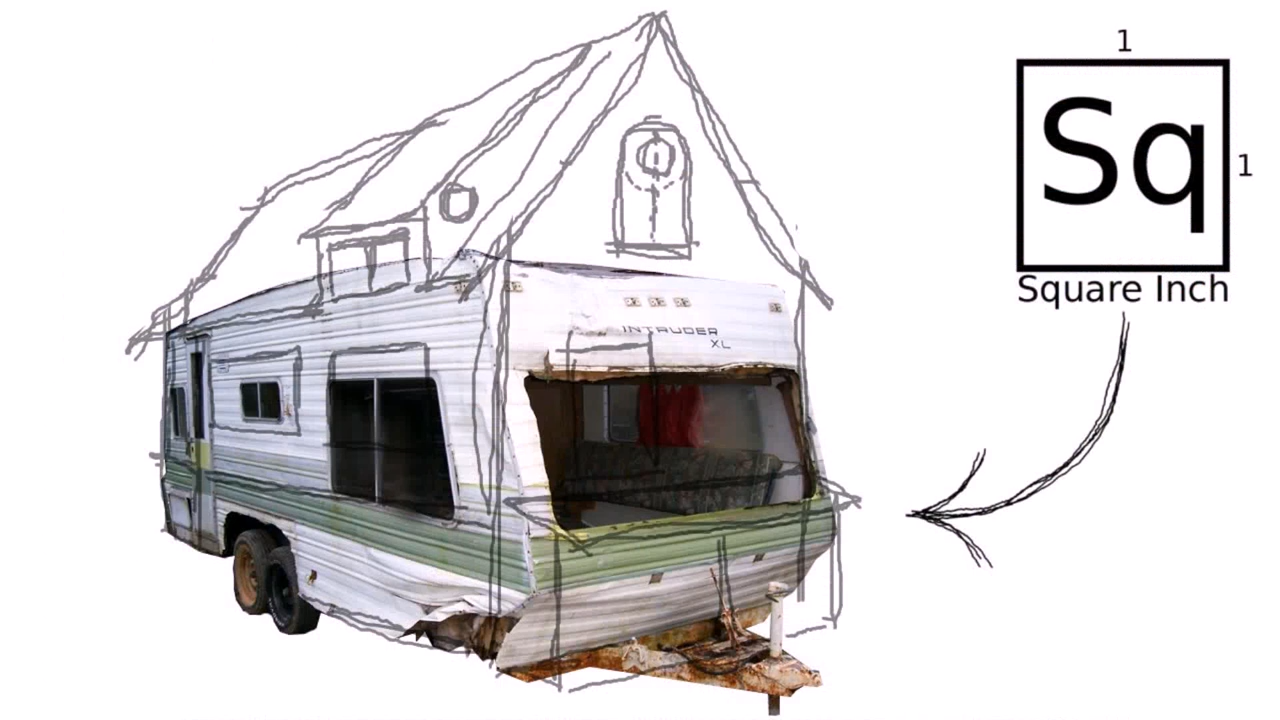 1
Sq
1
Square Inch
INTRUDER
XL